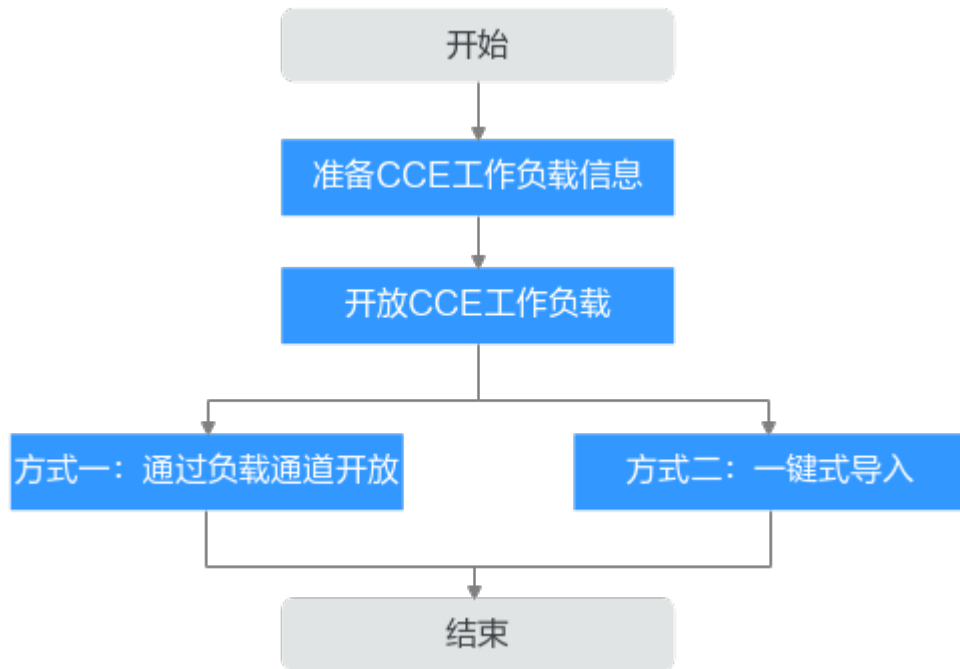 开始
准备CCE工作负载信息
开放CCE工作负载
方式一：通过负载通道开放
方式二：一键式导入
结束